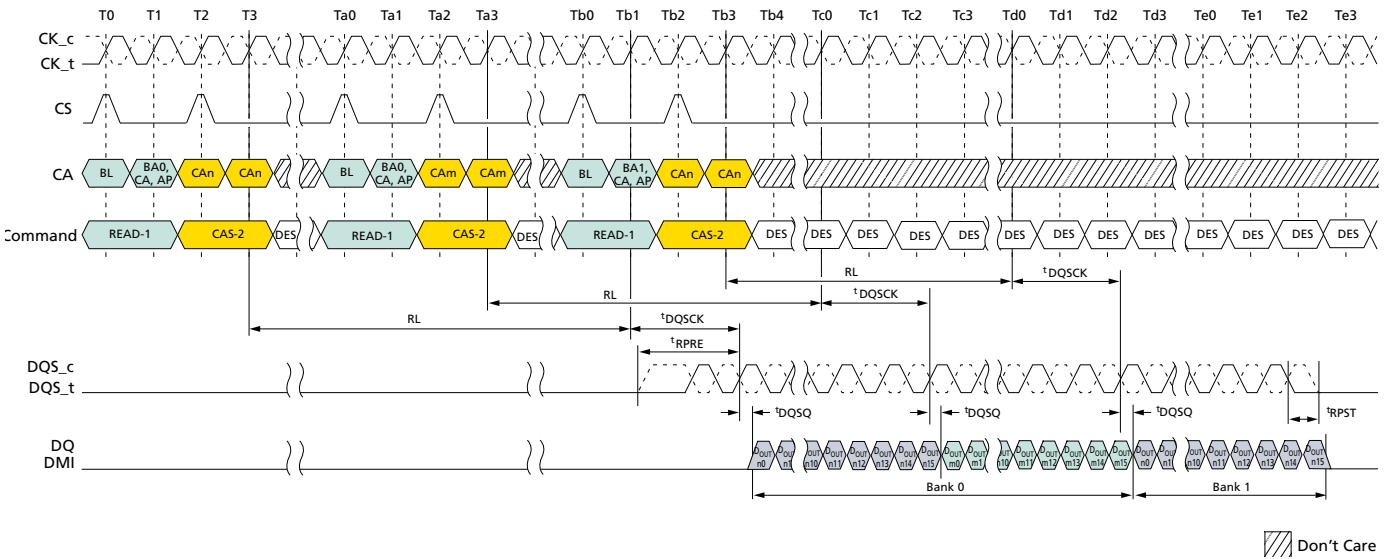 T0 T1 T2 T3 Ta0 Ta1 Ta2 Ta3 Tb0 Tb1 Tb2 Tb3 Tb4 Tc0 Tc1 Tc2 Tc3 Td0 Td1 Td2 Td3 Te0 Te1 Te2 Te3
CK_c
CK_t
CS
CA BL BA0, CA, AP CAn CAn BL BA0, CA, AP CAm CAm BL BA1, CA, AP CAn CAn
Command READ-1 CAS-2 DES READ-1 CAS-2 DES READ-1 CAS-2 DES DES DES DES DES DES DES DES DES DES DES DES DES
RL tDQSCK
RL tDQSCK
RL tDQSCK
tRPRE
DQS_c
DQS_t
tDQSQ tDQSQ tDQSQ tRPST
DQ
DMI
DOUT n0 DOUT n1 DOUT n10 DOUT n11 DOUT n12 DOUT n13 DOUT n14 DOUT n15 DOUT m0 DOUT m1 DOUT m10 DOUT m11 DOUT m12 DOUT m13 DOUT m14 DOUT m15 DOUT n0 DOUT n1 DOUT n10 DOUT n11 DOUT n12 DOUT n13 DOUT n14 DOUT n15
Bank 0 Bank 1
Don't Care